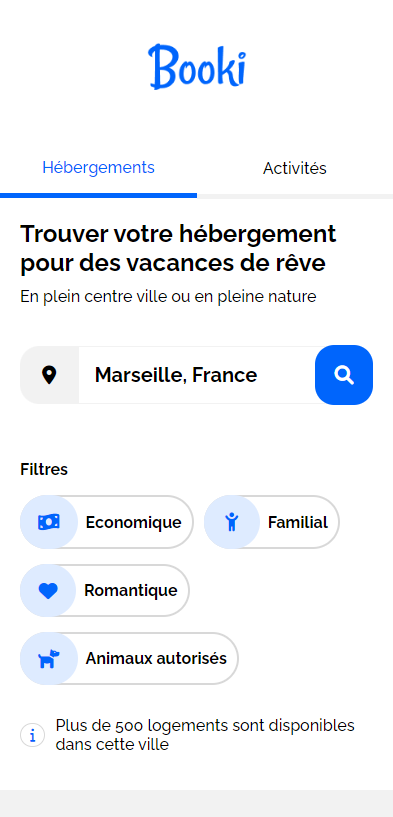 Booki
Hébergements
Activités
Trouver votre hébergement
pour des vacances de rêve
En plein centre ville ou en pleine nature
Marseille, France
Filtres
Economique
Familial
Romantique
Animaux autorisés
Plus de 500 logements sont disponibles
dans cette ville